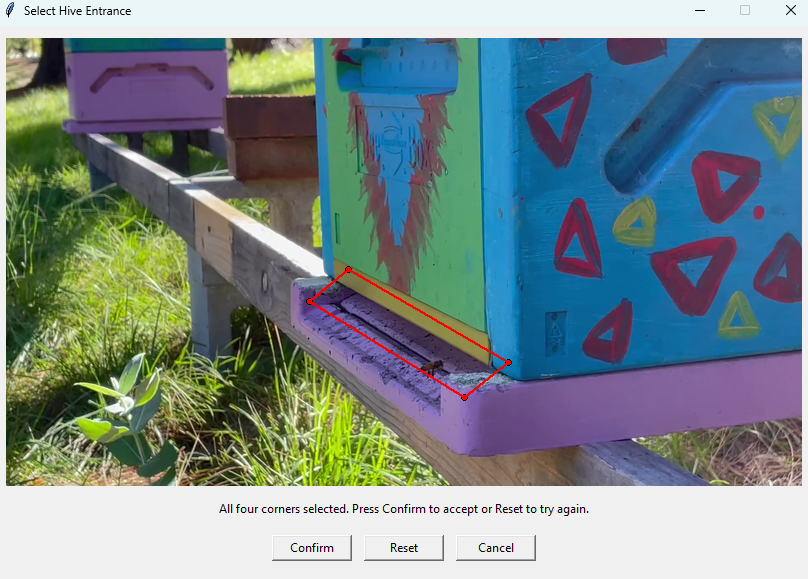 Select Hive Entrance
All four corners selected. Press Confirm to accept or Reset to try again.
Confirm
Reset
Cancel